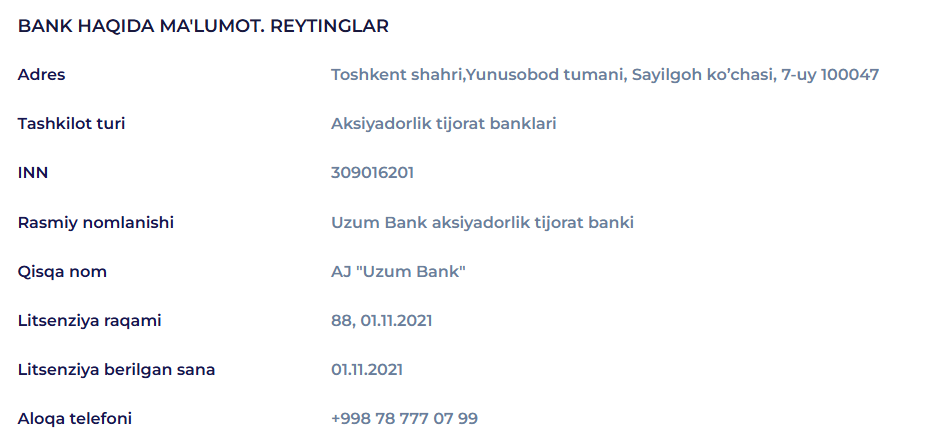 BANK HAQIDA MA'LUMOT. REYTINGLAR
Adres Toshkent shahri,Yunusobod tumani, Sayilgoh ko’chasi, 7-uy 100047
Tashkilot turi Aksiyadorlik tijorat banklari
INN 309016201
Rasmiy nomlanishi Uzum Bank aksiyadorlik tijorat banki
Qisqa nom AJ "Uzum Bank"
Litsenziya raqami 88, 01.11.2021
Litsenziya berilgan sana 01.11.2021
Aloqa telefoni +998 78 777 07 99